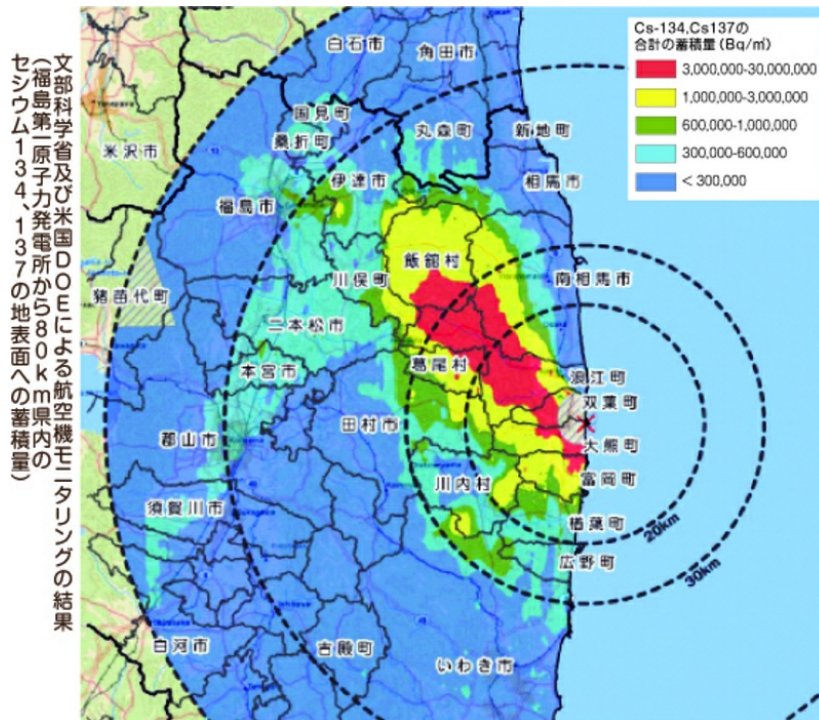 文部科学省及び米国DOEによる航空機モニタリングの結果
(福島第一原子力発電所から80km県内の
セシウム134、137の地表面への蓄積量)
Cs-134,Cs137の
合計の蓄積量(Bq/㎡)
3,000,000-30,000,000
1,000,000-3,000,000
600,000-1,000,000
300,000-600,000
< 300,000
白石市
角田市
国見町
桑折町
丸森町
新地町
米沢市
伊達市
相馬市
福島市
飯館村
川俣町
南相馬市
猪苗代町
二本松市
葛尾村
本宮市
浪江町
双葉町
田村市
郡山市
大熊町
川内村
富岡町
須賀川市
楢葉町
20km
広野町
30km
白河市
古殿町
いわき市